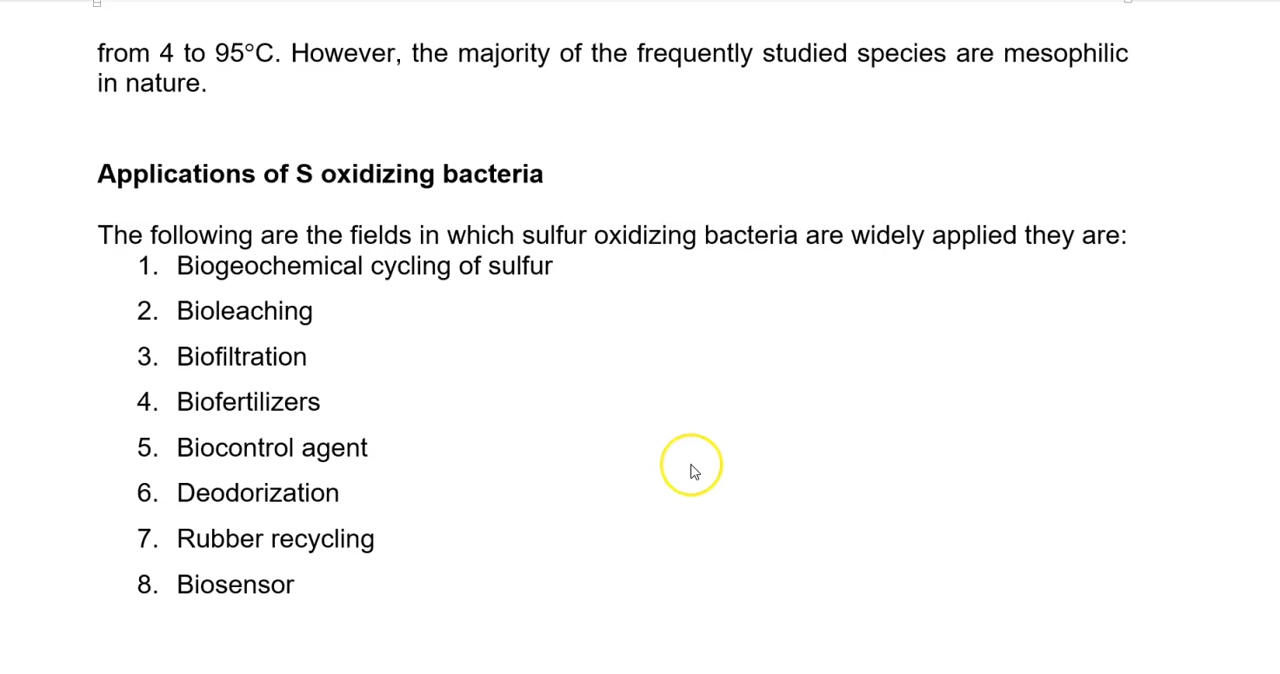 from 4 to 95°C. However, the majority of the frequently studied species are mesophilic
in nature.
Applications of S oxidizing bacteria
The following are the fields in which sulfur oxidizing bacteria are widely applied they are:
1. Biogeochemical cycling of sulfur
2. Bioleaching
3. Biofiltration
4. Biofertilizers
5. Biocontrol agent
6. Deodorization
7. Rubber recycling
8. Biosensor